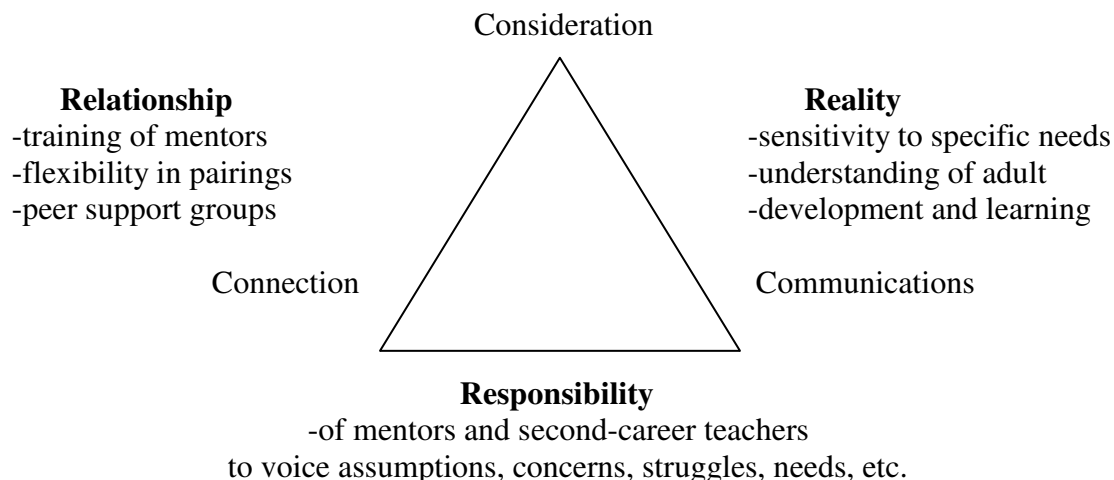 Consideration
Relationship
-training of mentors
-flexibility in pairings
-peer support groups
Reality
-sensitivity to specific needs
-understanding of adult
-development and learning
Connection
Communications
Responsibility
-of mentors and second-career teachers
to voice assumptions, concerns, struggles, needs, etc.